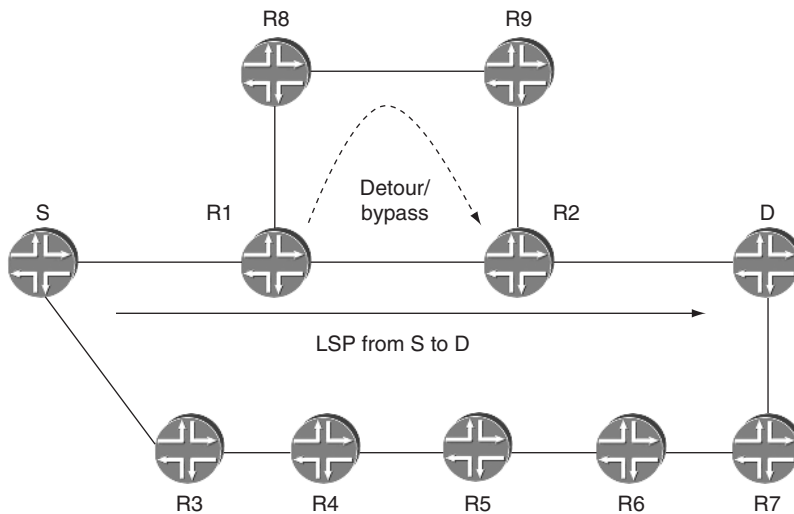 R8
R9
Detour/
bypass
S
R1
R2
D
LSP from S to D
R3
R4
R5
R6
R7